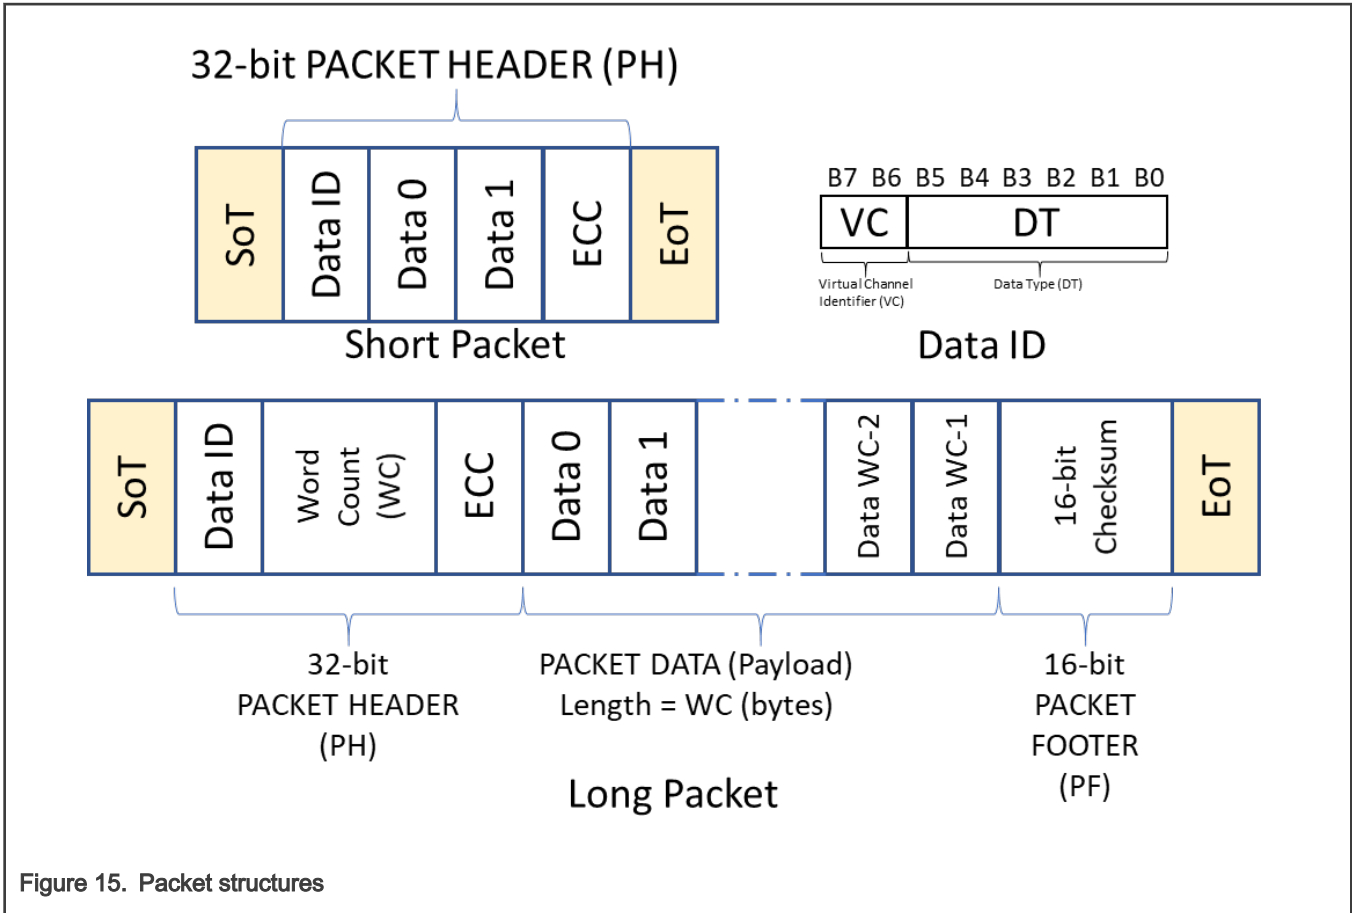 32-bit PACKET HEADER (PH)
SoT
Data ID
Data 0
Data 1
ECC
EoT
Short Packet
B7 B6 B5 B4 B3 B2 B1 B0
VC
DT
Virtual Channel
Identifier (VC)
Data Type (DT)
Data ID
SoT
Data ID
Word
Count
(WC)
ECC
Data 0
Data 1
Data WC-2
Data WC-1
16-bit
Checksum
EoT
32-bit
PACKET HEADER
(PH)
PACKET DATA (Payload)
Length = WC (bytes)
16-bit
PACKET
FOOTER
(PF)
Long Packet
Figure 15. Packet structures